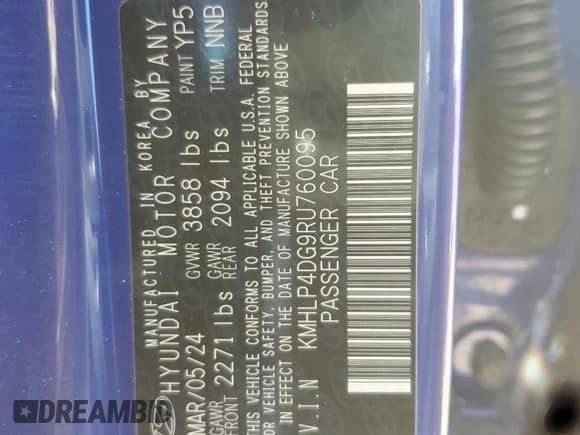 MANUFACTURED IN KOREA BY
HYUNDAI MOTOR COMPANY
MAR/05/24 GVWR 3858 lbs PAINT YP5
GAWR FRONT 2271 lbs GAWR REAR 2094 lbs TRIM NNB
THIS VEHICLE CONFORMS TO ALL APPLICABLE U.S.A. FEDERAL
MOTOR VEHICLE SAFETY, BUMPER, AND THEFT PREVENTION STANDARDS
IN EFFECT ON THE DATE OF MANUFACTURE SHOWN ABOVE
V.I.N KMHLP4DG9RU760095
PASSENGER CAR
DREAMBID